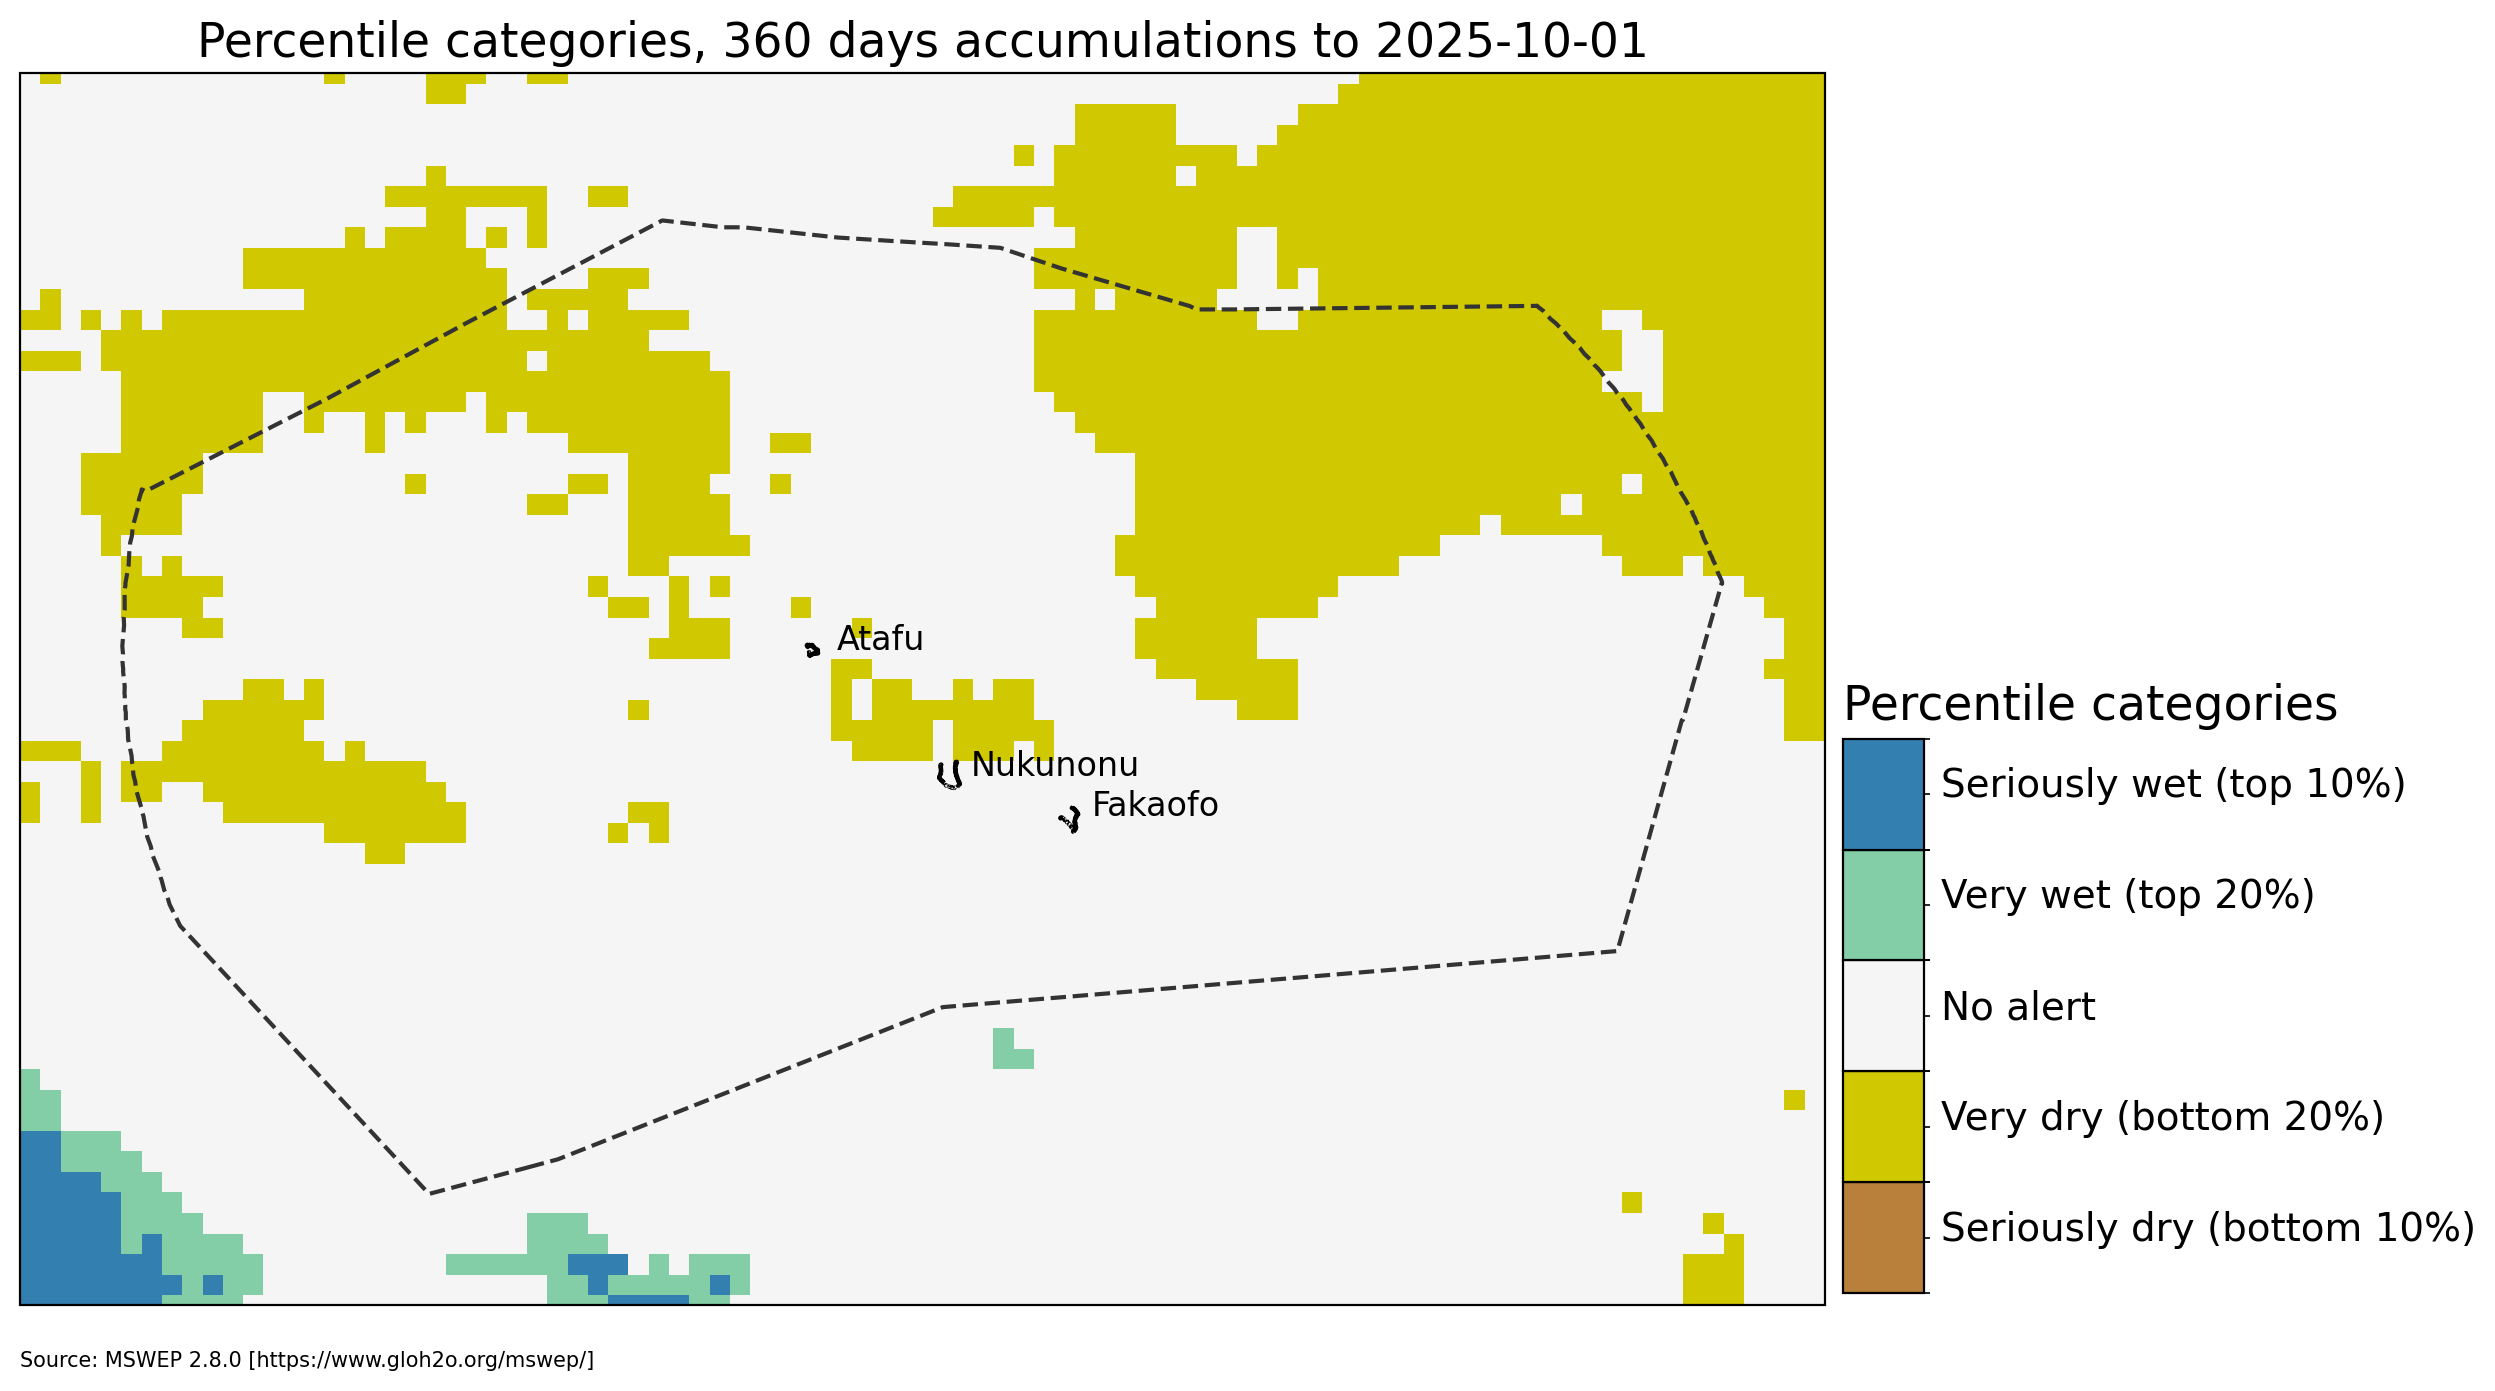 Percentile categories, 360 days accumulations to 2025-10-01
Atafu
Nukunonu
Fakaofo
Percentile categories
Seriously wet (top 10%)
Very wet (top 20%)
No alert
Very dry (bottom 20%)
Seriously dry (bottom 10%)
Source: MSWEP 2.8.0 [https://www.gloh2o.org/mswep/]